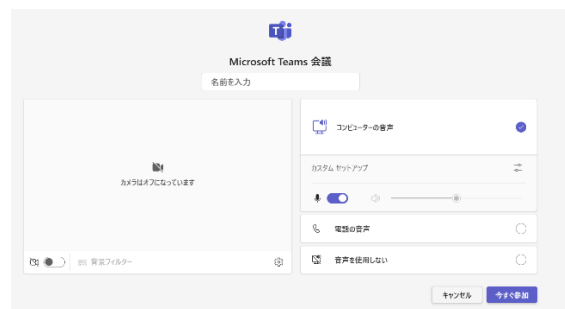 Microsoft Teams 会議
名前を入力
コンピューターの音声
カスタム セットアップ
カメラはオフになっています
電話の音声
背景フィルター
音声を使用しない
キャンセル
今すぐ参加